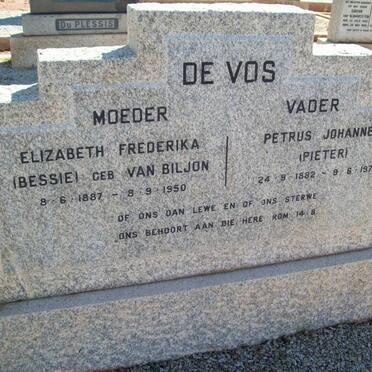 Du PLESSIS
DE VOS
MOEDER
ELIZABETH FREDERIKA
(BESSIE) GEB VAN BILJON
8-6-1887 - 8-9-1950
VADER
PETRUS JOHANNE
(PIETER)
24-9-1882 - 9-6-197
OF ONS DAN LEWE EN OF ONS STERWE
ONS BEHOORT AAN DIE HERE ROM 14:8